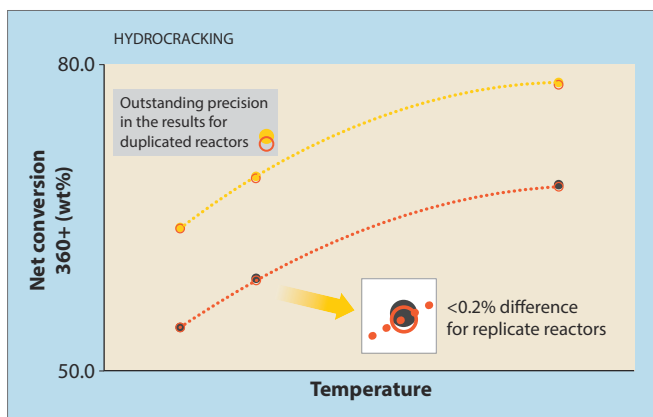 HYDROCRACKING
80.0
Outstanding precision
in the results for
duplicated reactors
Net conversion
360+ (wt%)
<0.2% difference
for replicate reactors
50.0
Temperature